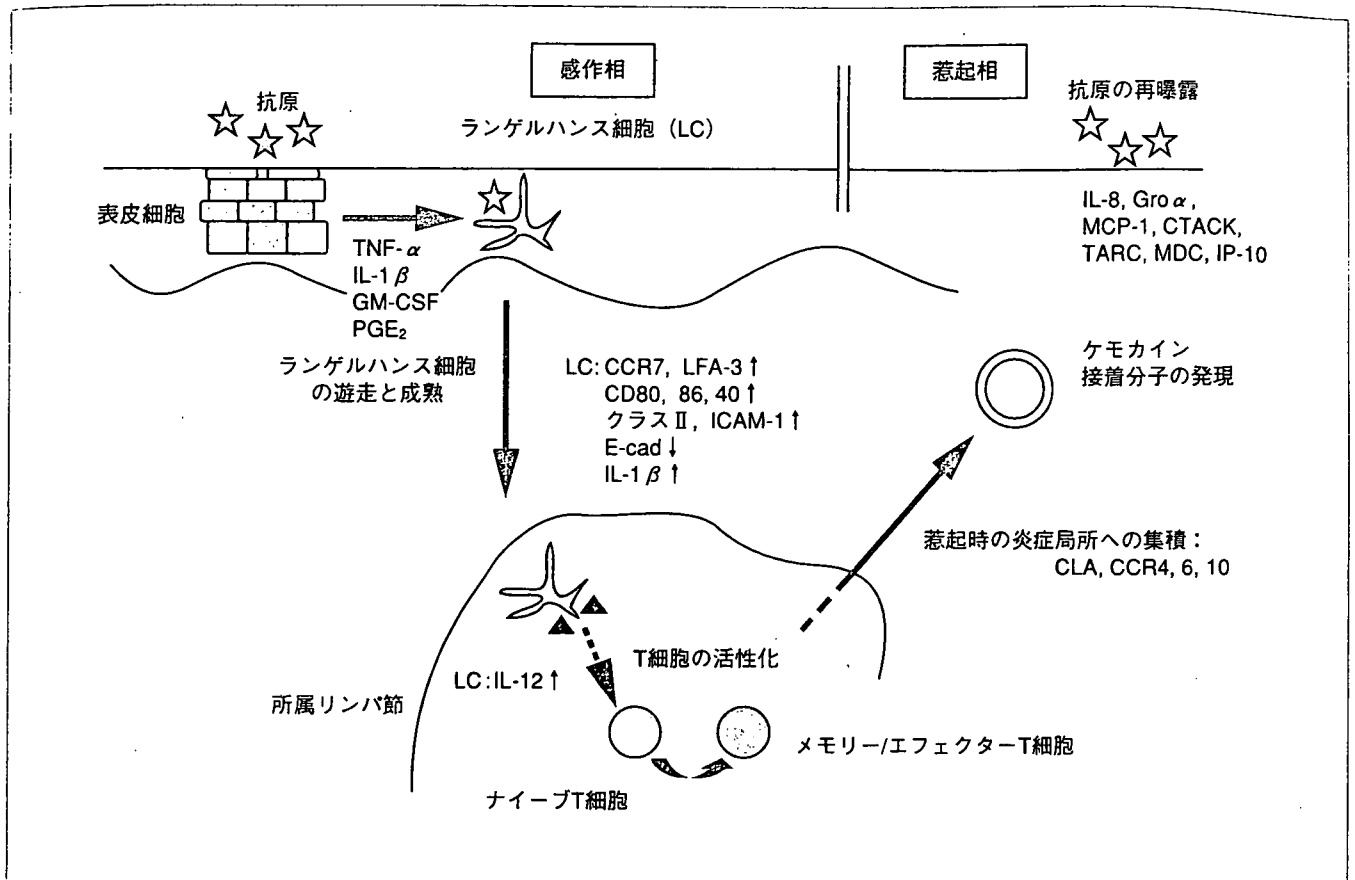 感作相
惹起相
抗原
ランゲルハンス細胞 (LC)
抗原の再曝露
表皮細胞
TNF-α
IL-1β
GM-CSF
PGE₂
IL-8, Groα,
MCP-1, CTACK,
TARC, MDC, IP-10
ランゲルハンス細胞
の遊走と成熟
LC: CCR7, LFA-3↑
CD80, 86, 40↑
クラスⅡ, ICAM-1↑
E-cad↓
IL-1β↑
ケモカイン
接着分子の発現
惹起時の炎症局所への集積:
CLA, CCR4, 6, 10
T細胞の活性化
LC:IL-12↑
所属リンパ節
メモリー/エフェクターT細胞
ナイーブT細胞